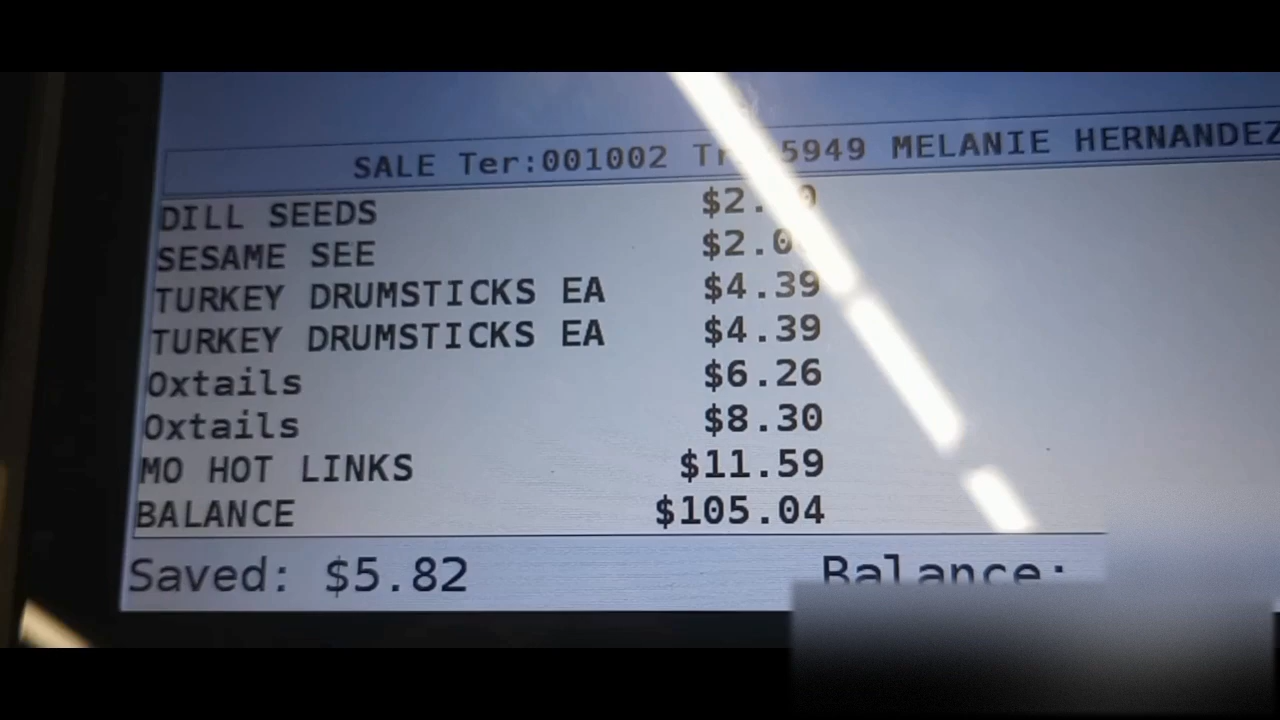 SALE Ter:001002 5949 MELANIE HERNANDEZ
DILL SEEDS
SESAME SEE
TURKEY DRUMSTICKS EA $4.39
TURKEY DRUMSTICKS EA $4.39
Oxtails $6.26
Oxtails $8.30
MO HOT LINKS $11.59
BALANCE $105.04
Saved: $5.82 Balance: